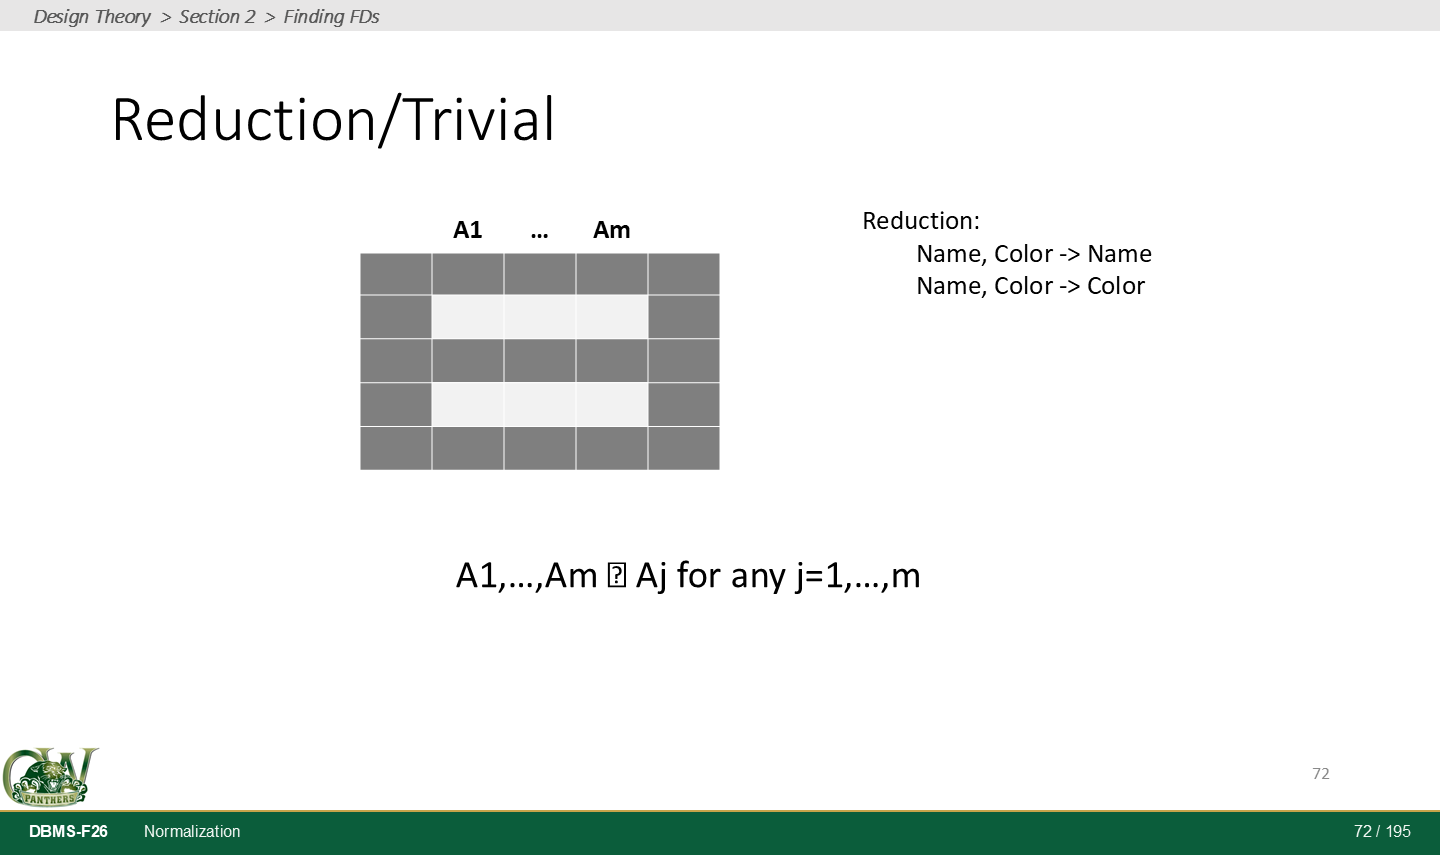 Design Theory > Section 2 > Finding FDs
Reduction/Trivial
A1 … Am
Reduction:
Name, Color -> Name
Name, Color -> Color
A1,…,Am � Aj for any j=1,…,m
OW
PANTHERS
72
DBMS-F26 Normalization 72 / 195